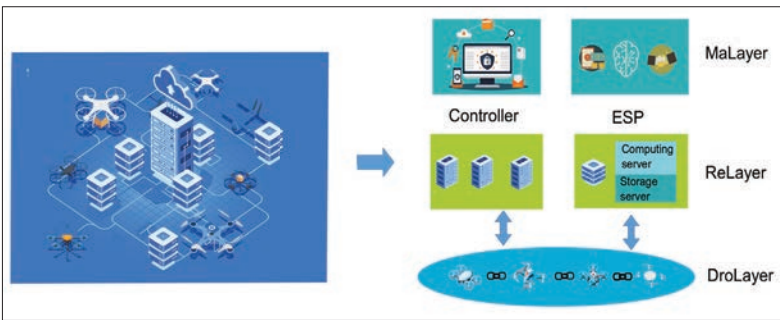 MaLayer
Controller
ESP
Computing
server
Storage
server
ReLayer
DroLayer